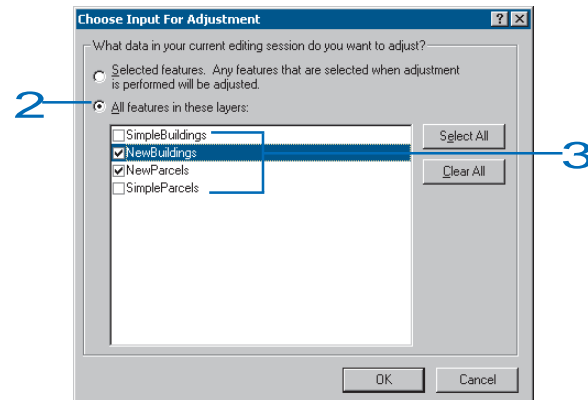 Choose Input For Adjustment
What data in your current editing session do you want to adjust?
Selected features. Any features that are selected when adjustment
is performed will be adjusted.
2
All features in these layers:
SimpleBuildings
Select All
NewBuildings
3
NewParcels
Clear All
SimpleParcels
OK
Cancel